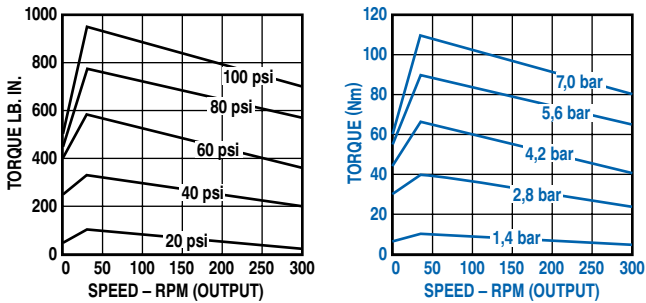 TORQUE LB. IN.
1000
800
600
400
200
0
100 psi
80 psi
60 psi
40 psi
20 psi
0 50 100 150 200 250 300
SPEED – RPM (OUTPUT)
TORQUE (Nm)
120
100
80
60
40
20
0
7,0 bar
5,6 bar
4,2 bar
2,8 bar
1,4 bar
0 50 100 150 200 250 300
SPEED – RPM (OUTPUT)